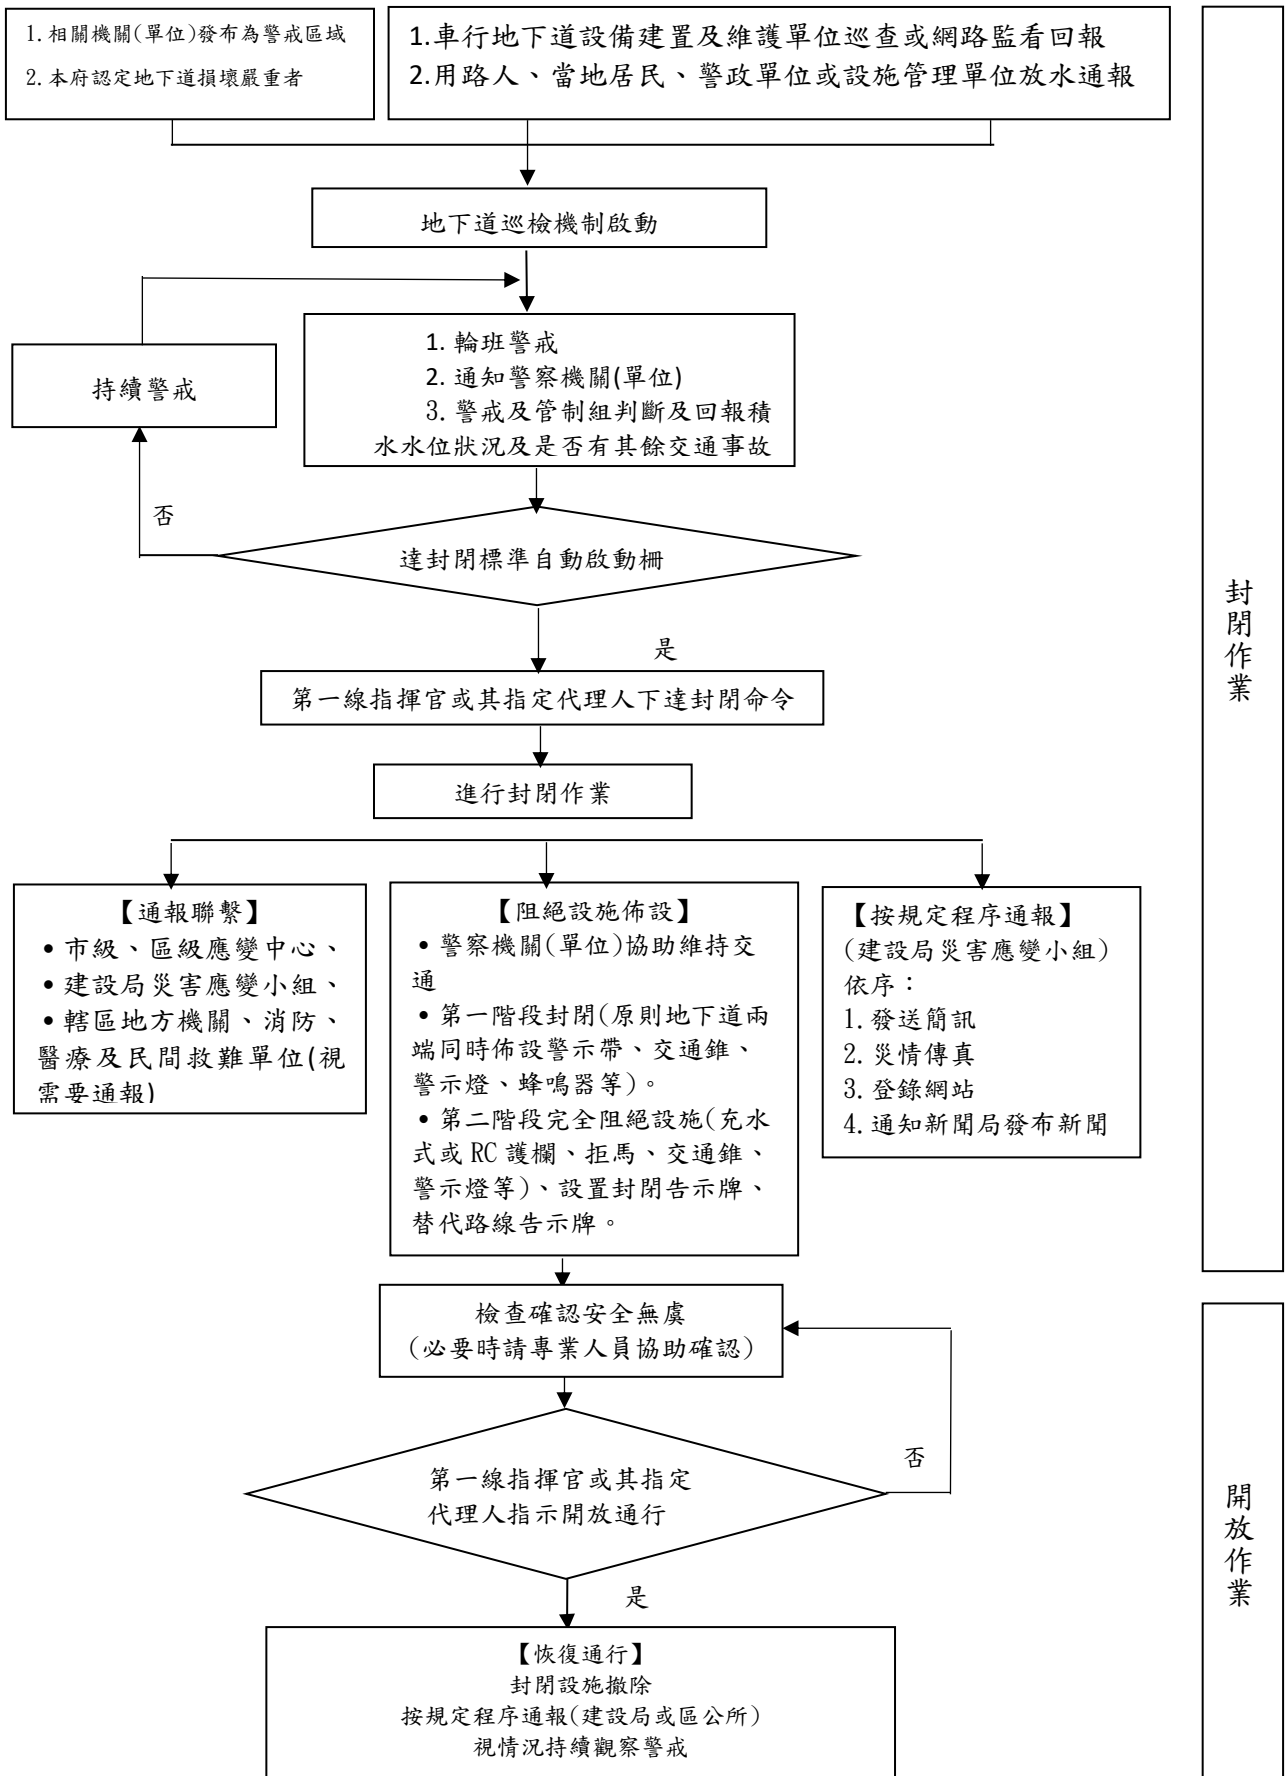 1.相關機關(單位)發布為警戒區域
2.本府認定地下道損壞嚴重者
1.車行地下道設備建置及維護單位巡查或網路監看回報
2.用路人、當地居民、警政單位或設施管理單位放水通報
地下道巡檢機制啟動
1. 輪班警戒
2. 通知警察機關(單位)
3. 警戒及管制組判斷及回報積
水水位狀況及是否有其餘交通事故
持續警戒
否
達封閉標準自動啟動柵
是
第一線指揮官或其指定代理人下達封閉命令
進行封閉作業
【通報聯繫】
•市級、區級應變中心、
•建設局災害應變小組、
•轄區地方機關、消防、
醫療及民間救難單位(視
需要通報)
【阻絕設施佈設】
•警察機關(單位)協助維持交
通
•第一階段封閉(原則地下道兩
端同時佈設警示帶、交通錐、
警示燈、蜂鳴器等)。
•第二階段完全阻絕設施(充水
式或 RC 護欄、拒馬、交通錐、
警示燈等)、設置封閉告示牌、
替代路線告示牌。
【按規定程序通報】
(建設局災害應變小組)
依序：
1.發送簡訊
2.災情傳真
3.登錄網站
4.通知新聞局發布新聞
封閉作業
檢查確認安全無虞
(必要時請專業人員協助確認)
第一線指揮官或其指定
代理人指示開放通行
否
是
【恢復通行】
封閉設施撤除
按規定程序通報(建設局或區公所)
視情況持續觀察警戒
開放作業